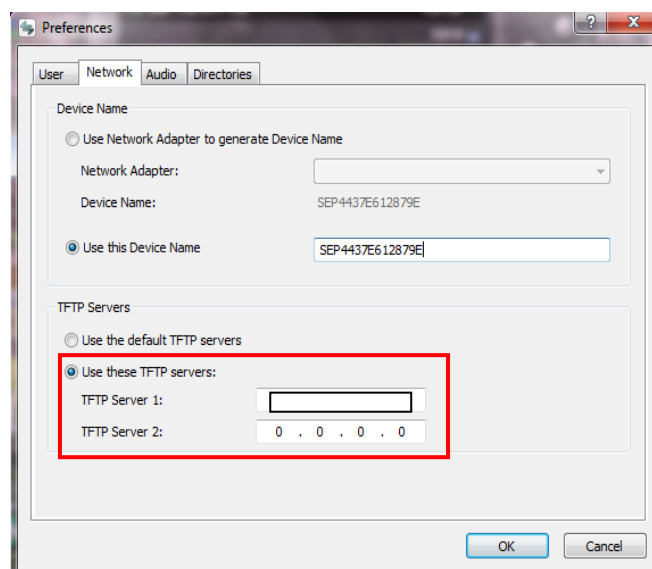 Preferences
User Network Audio Directories
Device Name
Use Network Adapter to generate Device Name
Network Adapter:
Device Name: SEP4437E612879E
Use this Device Name SEP4437E612879E
TFTP Servers
Use the default TFTP servers
Use these TFTP servers:
TFTP Server 1:
TFTP Server 2: 0 . 0 . 0 . 0
OK Cancel